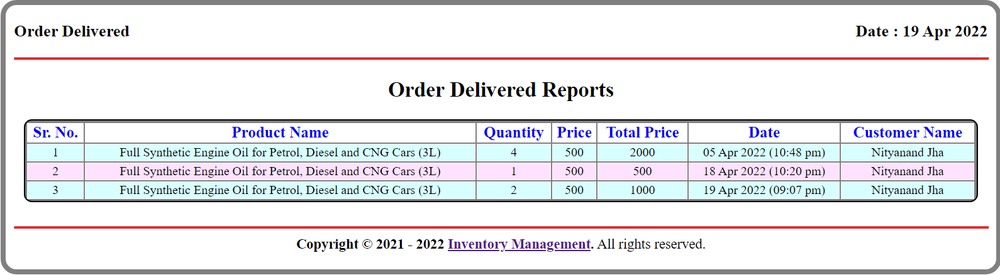 Order Delivered Date : 19 Apr 2022
Order Delivered Reports
Sr. No. Product Name Quantity Price Total Price Date Customer Name
1 Full Synthetic Engine Oil for Petrol, Diesel and CNG Cars (3L) 4 500 2000 05 Apr 2022 (10:48 pm) Nityanand Jha
2 Full Synthetic Engine Oil for Petrol, Diesel and CNG Cars (3L) 1 500 500 18 Apr 2022 (10:20 pm) Nityanand Jha
3 Full Synthetic Engine Oil for Petrol, Diesel and CNG Cars (3L) 2 500 1000 19 Apr 2022 (09:07 pm) Nityanand Jha
Copyright © 2021 - 2022 Inventory Management. All rights reserved.